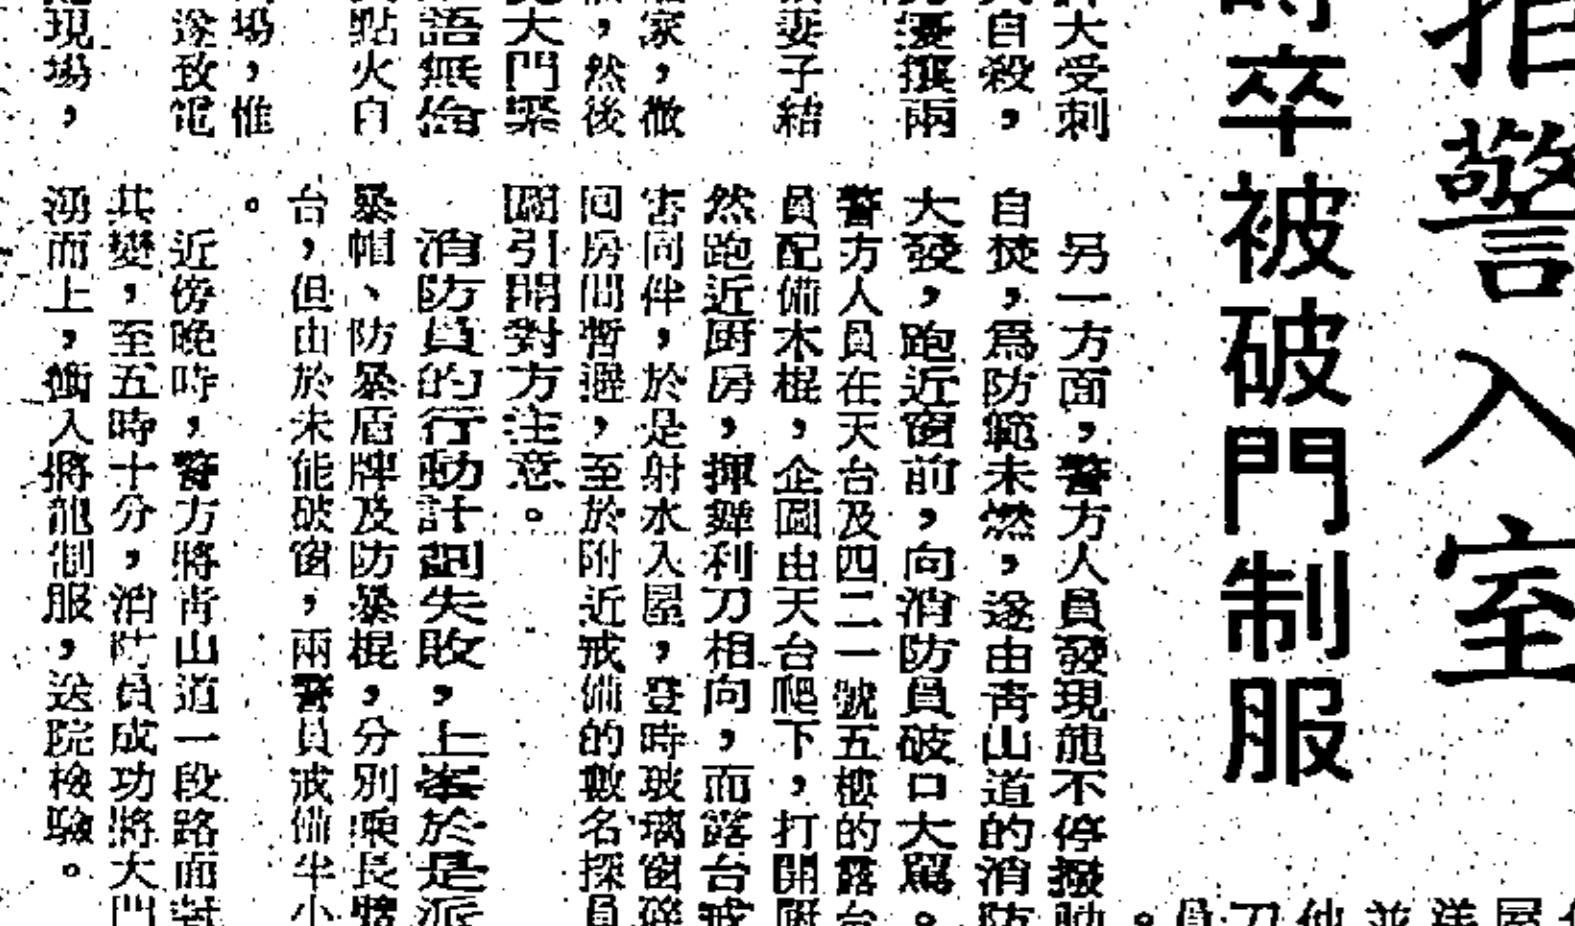 拒警入室
時卒被破門制服
大受刺
自殺，
擾攘兩
妻子結
家，撤
，然後
大門緊
語無倫
點火自
場，惟
遂致電
現場，
另一方面，警方人員發現龍不停撥動
自焚，為防範未燃，遂由青山道的消防
大發，跑近窗前，向消防員破口大罵。
警方人員在天台及四二一號五樓的露台
員配備木棍，企圖由天台爬下，打開廚
然跑近厨房，揮舞利刀相向，而露台戒
害同伴，於是射水入屋，登時玻璃窗碎
回房間暫避，至於附近戒備的數名探員
圖引開對方注意。
消防員的行動計劃失敗，上峯於是派
暴帽、防暴盾牌及防暴棍，分別乘長
台，但由於未能破窗，兩警員戒備半小
。
近傍晚時，警方將青山道一段路面封
其變，至五時十分，消防員成功將大門
湧而上，衝入將龍制服，送院檢驗。